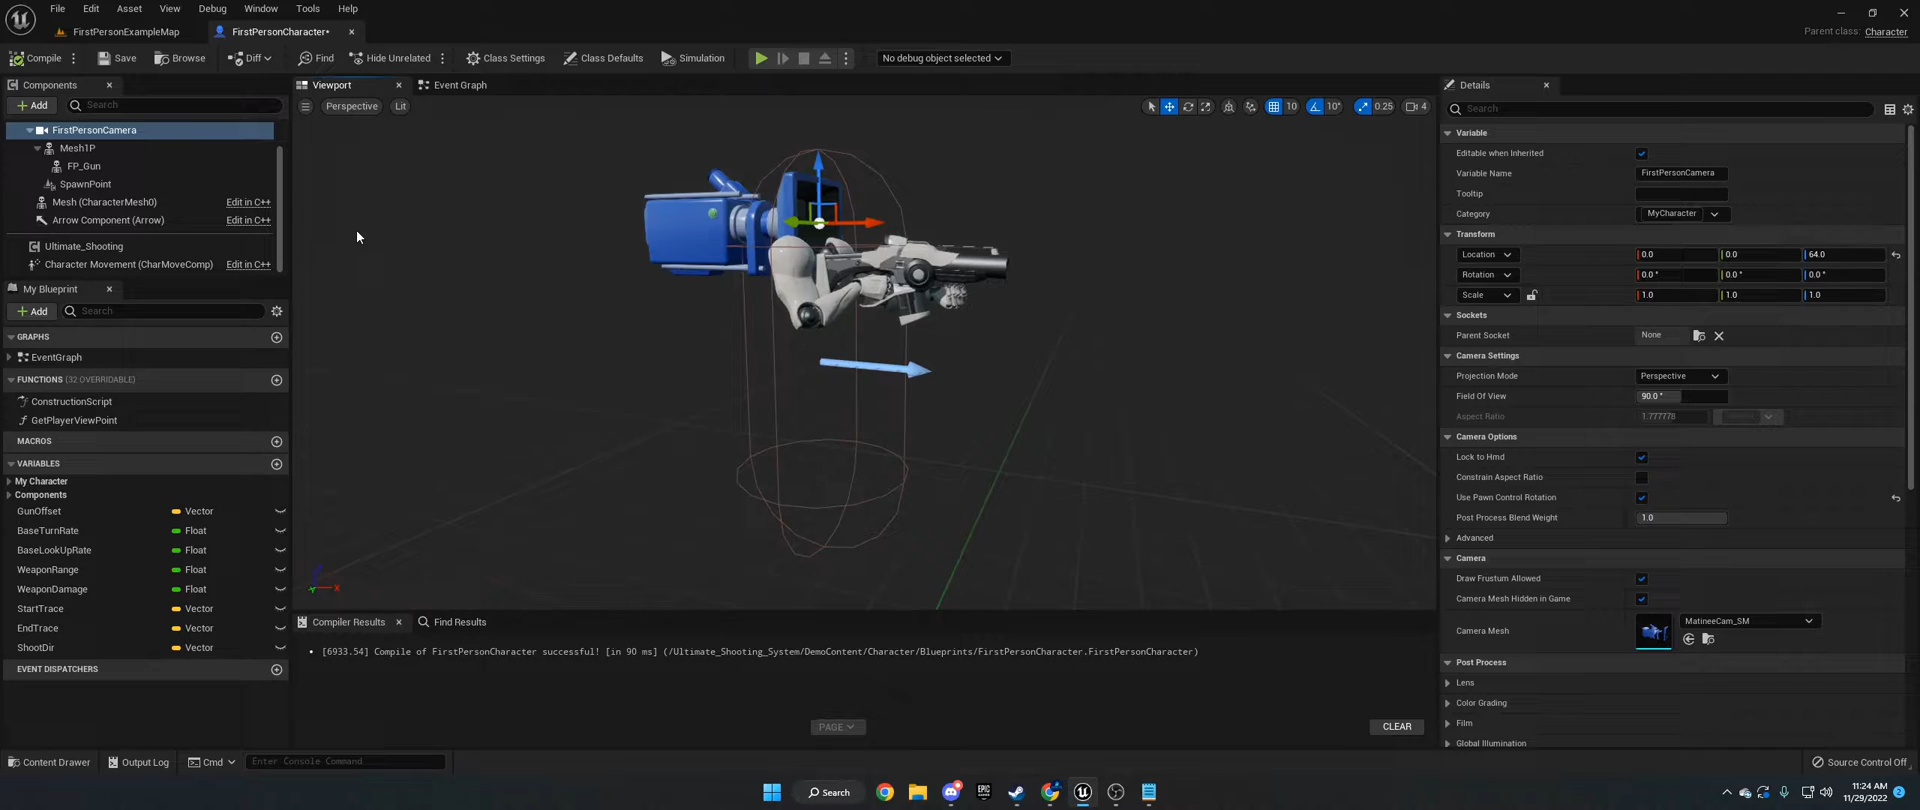 File Edit Asset View Debug Window Tools Help
FirstPersonExampleMap
FirstPersonCharacter*
Parent class: Character
Compile
Save
Browse
Diff
Find
Hide Unrelated
Class Settings
Class Defaults
Simulation
No debug object selected
Components
Add
Search
FirstPersonCamera
Mesh1P
FP_Gun
SpawnPoint
Mesh (CharacterMesh0) Edit in C++
Arrow Component (Arrow) Edit in C++
Ultimate_Shooting
Character Movement (CharMoveComp) Edit in C++
My Blueprint
Add
Search
GRAPHS
EventGraph
FUNCTIONS (32 OVERRIDABLE)
ConstructionScript
GetPlayerViewPoint
MACROS
VARIABLES
My Character
Components
GunOffset Vector
BaseTurnRate Float
BaseLookUpRate Float
WeaponRange Float
WeaponDamage Float
StartTrace Vector
EndTrace Vector
ShootDir Vector
EVENT DISPATCHERS
Viewport
Event Graph
Perspective
Lit
10
10°
0.25
4
Compiler Results
Find Results
[6933.54] Compile of FirstPersonCharacter successful! [in 90 ms] (/Ultimate_Shooting_System/DemoContent/Character/Blueprints/FirstPersonCharacter.FirstPersonCharacter)
PAGE
CLEAR
Details
Search
Variable
Editable when Inherited
Variable Name FirstPersonCamera
Tooltip
Category MyCharacter
Transform
Location 0.0 0.0 64.0
Rotation 0.0 ° 0.0 ° 0.0 °
Scale 1.0 1.0 1.0
Sockets
Parent Socket None
Camera Settings
Projection Mode Perspective
Field Of View 90.0 °
Aspect Ratio 1.777778
Camera Options
Lock to Hmd
Constrain Aspect Ratio
Use Pawn Control Rotation
Post Process Blend Weight 1.0
Advanced
Camera
Draw Frustum Allowed
Camera Mesh Hidden in Game
Camera Mesh MatineeCam_SM
Post Process
Lens
Color Grading
Film
Global Illumination
Content Drawer
Output Log
Cmd
Enter Console Command
Source Control Off
Search
EPIC
11:24 AM
11/29/2022
2